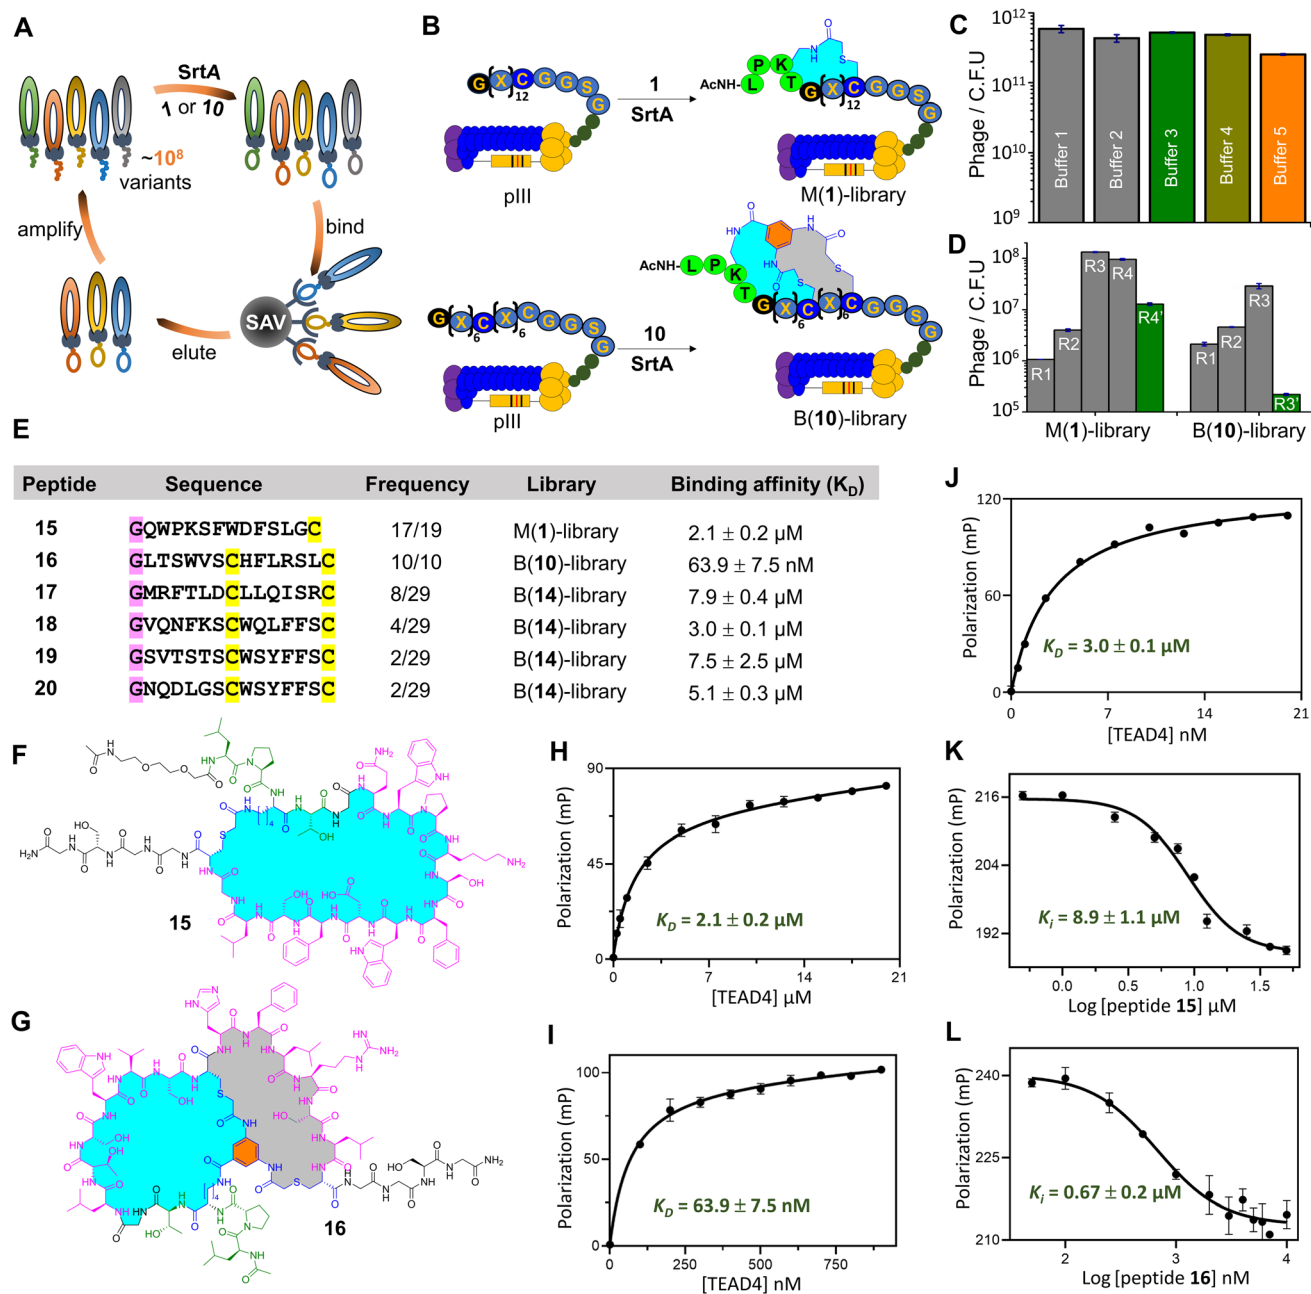 A
SrtA
1 or 10
~10⁸
variants
amplify
bind
SAV
elute
B
G X C G G S G
12
pIII
1
SrtA
AcNH- L P K T G X C G G S G
12
O
NH
S
M(1)-library
G X C X C G G S G
6 6
pIII
10
SrtA
AcNH- L P K T G X C X C G G S G
6 6
HN
O
NH
O
S
HN
O
S
B(10)-library
C
Phage / C.F.U
10¹²
10¹¹
10¹⁰
10⁹
Buffer 1
Buffer 2
Buffer 3
Buffer 4
Buffer 5
D
Phage / C.F.U
10⁸
10⁷
10⁶
10⁵
R1
R2
R3
R4
R4'
R1
R2
R3
R3'
M(1)-library B(10)-library
E
Peptide Sequence Frequency Library Binding affinity (K_D)
15 GQWPKSFWDFSLGC 17/19 M(1)-library 2.1 ± 0.2 µM
16 GLTSWVSCHFLRSLC 10/10 B(10)-library 63.9 ± 7.5 nM
17 GMRFTLDCLLQISRC 8/29 B(14)-library 7.9 ± 0.4 µM
18 GVQNFKSCWQLFFSC 4/29 B(14)-library 3.0 ± 0.1 µM
19 GSVTSTSCWSYFFSC 2/29 B(14)-library 7.5 ± 2.5 µM
20 GNQDLGSCWSYFFSC 2/29 B(14)-library 5.1 ± 0.3 µM
F
15
G
16
H
Polarization (mP)
90
45
0
K_D = 2.1 ± 0.2 µM
0 7 14 21
[TEAD4] µM
I
Polarization (mP)
100
50
0
K_D = 63.9 ± 7.5 nM
0 250 500 750
[TEAD4] nM
J
Polarization (mP)
120
60
0
K_D = 3.0 ± 0.1 µM
0 7 14 21
[TEAD4] nM
K
Polarization (mP)
216
204
192
K_i = 8.9 ± 1.1 µM
0.0 0.5 1.0 1.5
Log [peptide 15] µM
L
Polarization (mP)
240
225
210
K_i = 0.67 ± 0.2 µM
2 3 4
Log [peptide 16] nM